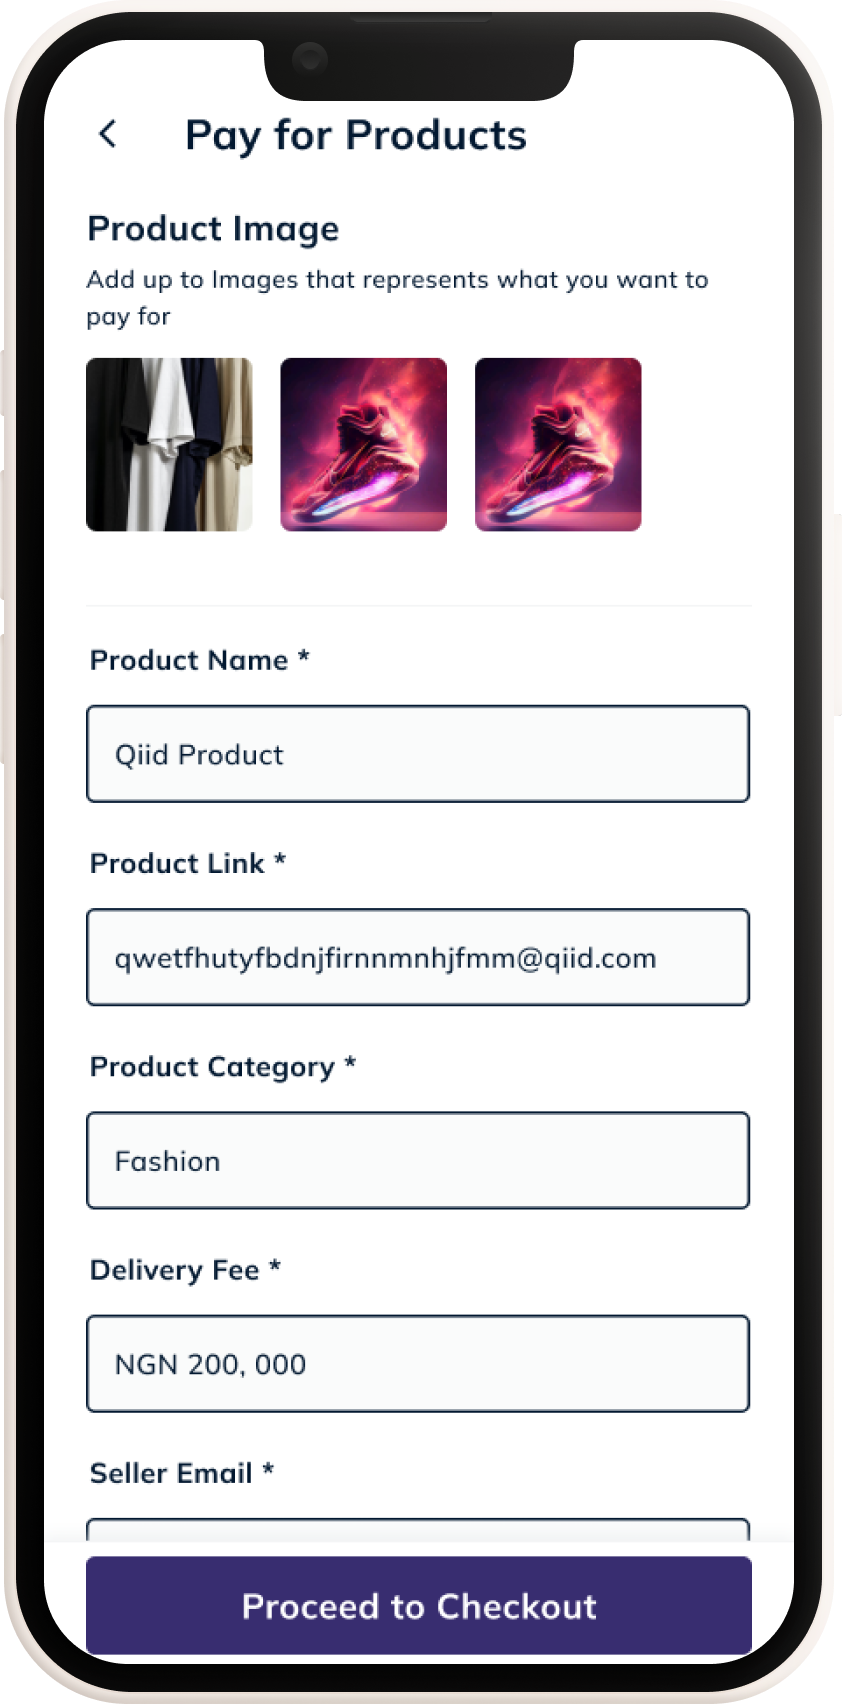 Pay for Products
Product Image
Add up to Images that represents what you want to
pay for
Product Name *
Qiid Product
Product Link *
qwetfhutyfbdnjfirnnmnhjfmm@qiid.com
Product Category *
Fashion
Delivery Fee *
NGN 200, 000
Seller Email *
Proceed to Checkout